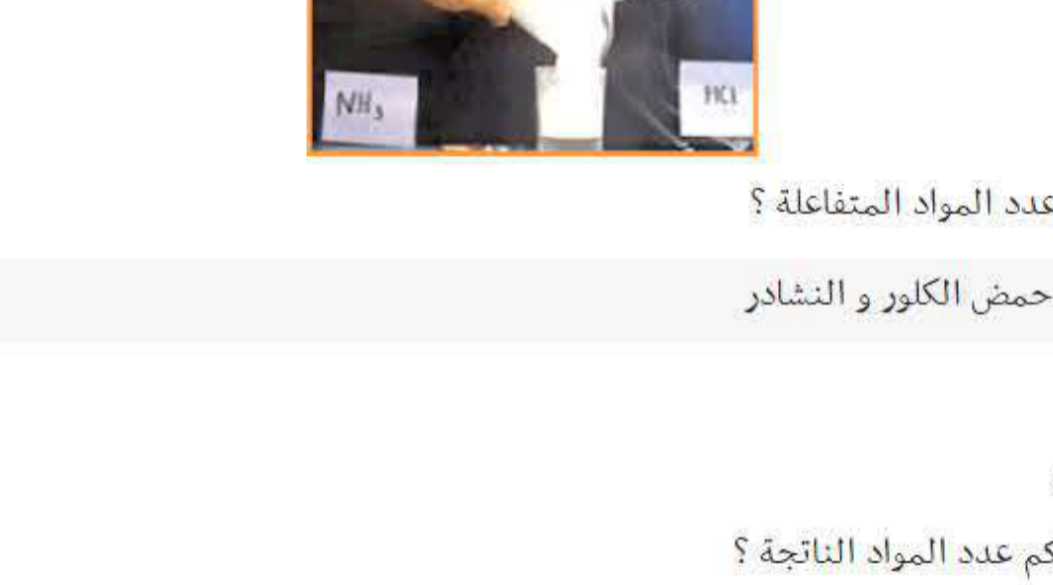 NH3
HCl
عدد المواد المتفاعلة ؟
حمض الكلور و النشادر
كم عدد المواد الناتجة ؟